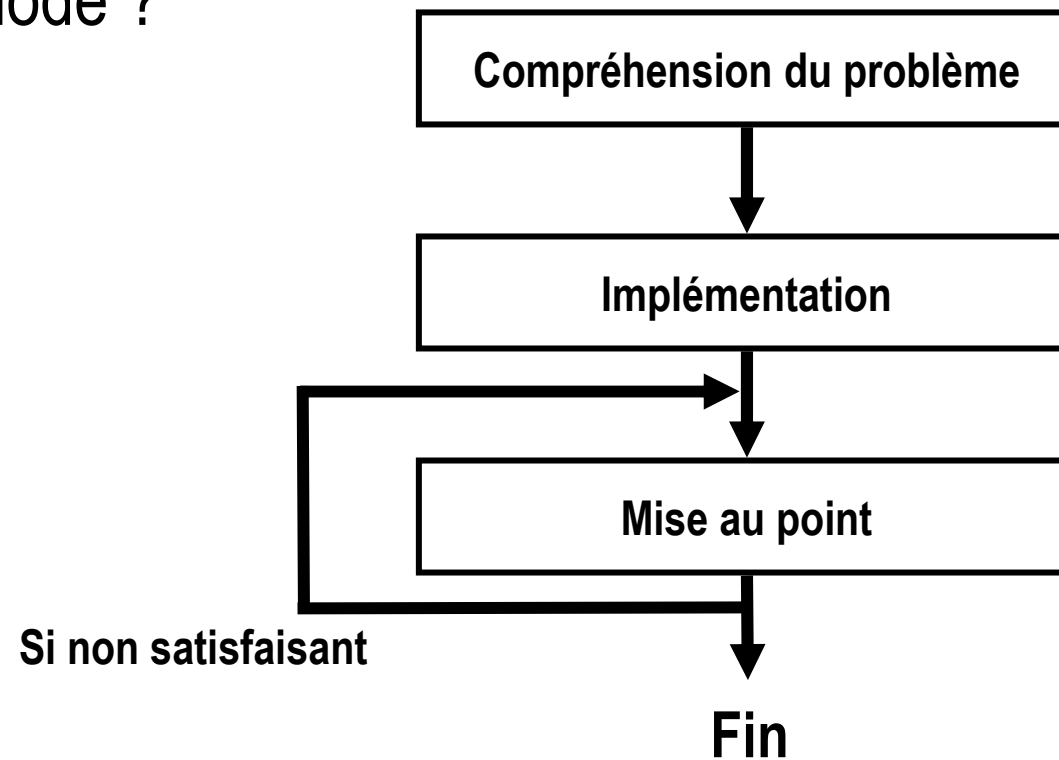 ?
Compréhension du problème
Implémentation
Mise au point
Si non satisfaisant
Fin